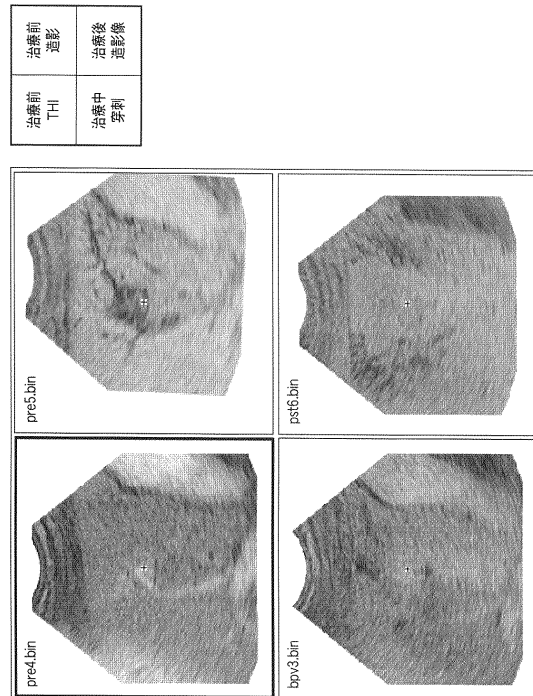 pre4.bin
pre5.bin
bpv3.bin
pst6.bin
治療前
THI
治療前
造影
治療中
穿刺
治療後
造影像